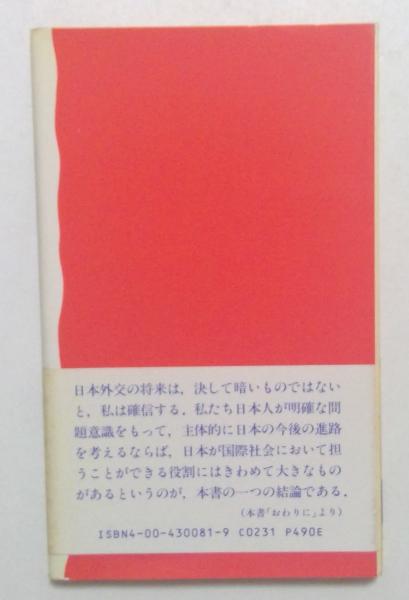 日本外交の将来は，決して暗いものではない
と，私は確信する．私たち日本人が明確な問
題意識をもって，主体的に日本の今後の進路
を考えるならば，日本が国際社会において担
うことができる役割にはきわめて大きなもの
があるというのが，本書の一つの結論である．
（本書「おわりに」より）
ISBN4-00-430081-9 C0231 P490E